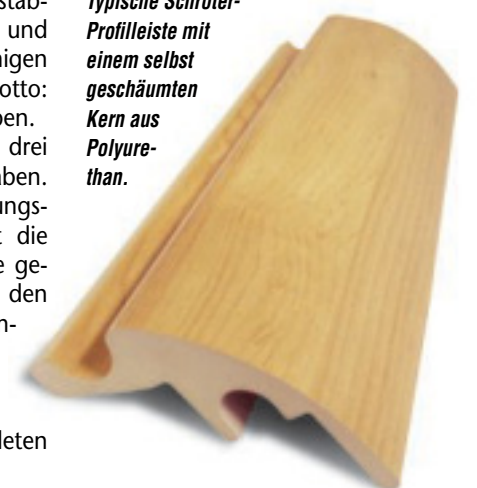 stab-
und
nigen
otto:
ben.
drei
aben.
ungs-
t die
e ge-
den
n-
leten
Typische Schröter-
Profilleiste mit
einem selbst
geschäumten
Kern aus
Polyure-
than.